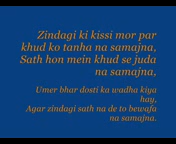 Zindagi ki kissi mor par
khud ko tanha na samajna,
Sath hon mein khud se juda
na samajna,
Umer bhar dosti ka wadha kiya
hay,
Agar zindagi sath na de to bewafa
na samajna.